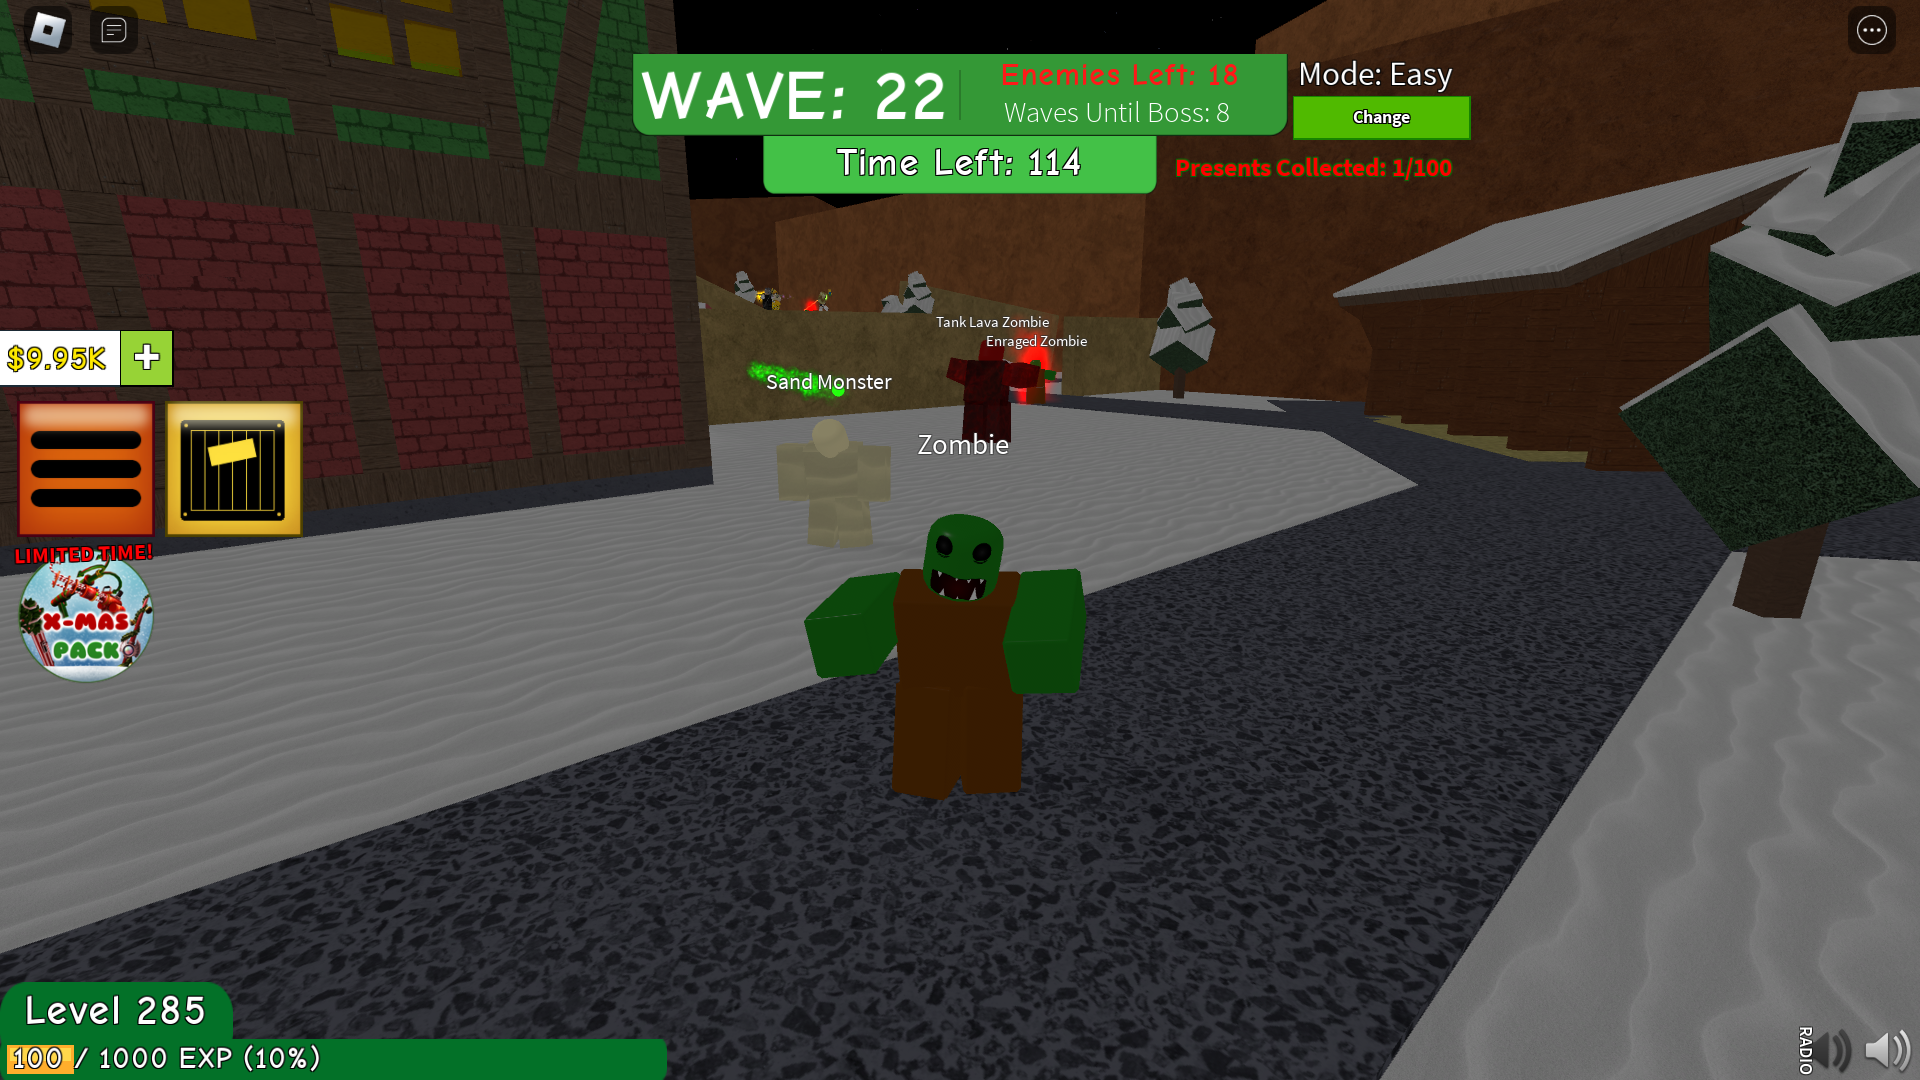 WAVE: 22
Enemies Left: 18
Waves Until Boss: 8
Mode: Easy
Change
Time Left: 114
Presents Collected: 1/100
Tank Lava Zombie
Enraged Zombie
$9.95K
+
Sand Monster
Zombie
LIMITED TIME!
X-MAS
PACK
Level 285
100 / 1000 EXP (10%)
RADIO